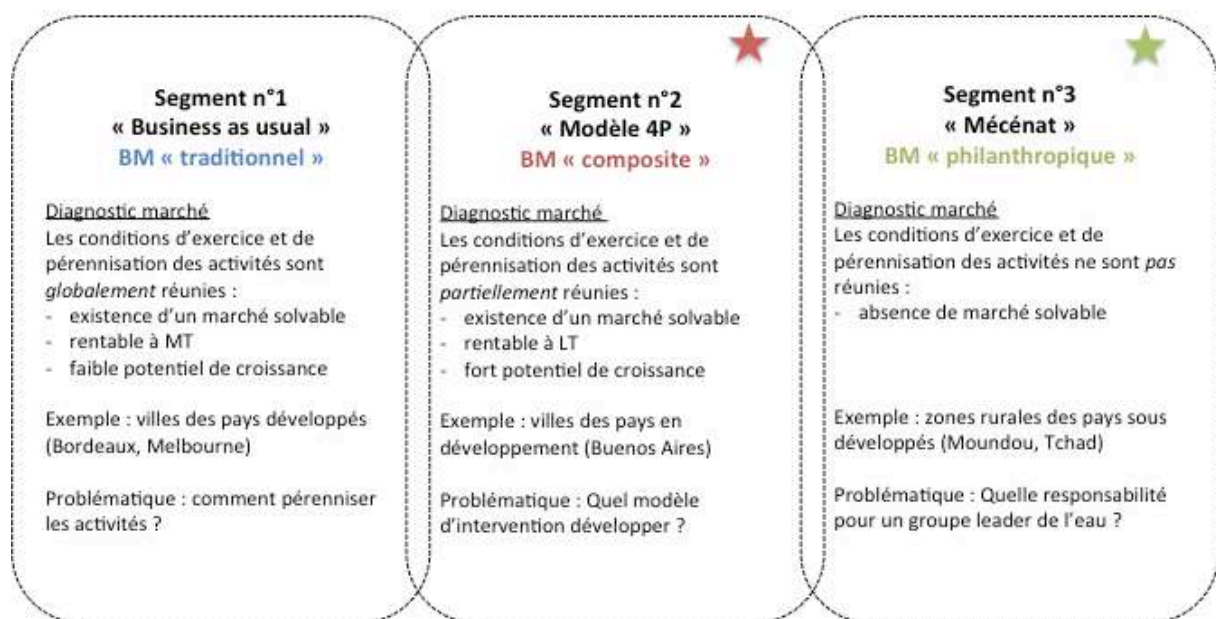 Segment n°1
« Business as usual »
BM « traditionnel »
Diagnostic marché
Les conditions d'exercice et de
pérennisation des activités sont
globalement réunies :
- existence d'un marché solvable
- rentable à MT
- faible potentiel de croissance
Exemple : villes des pays développés
(Bordeaux, Melbourne)
Problématique : comment pérenniser
les activités ?
Segment n°2
« Modèle 4P »
BM « composite »
Diagnostic marché
Les conditions d'exercice et de
pérennisation des activités sont
partiellement réunies :
- existence d'un marché solvable
- rentable à LT
- fort potentiel de croissance
Exemple : villes des pays en
développement (Buenos Aires)
Problématique : Quel modèle
d'intervention développer ?
Segment n°3
« Mécénat »
BM « philanthropique »
Diagnostic marché
Les conditions d'exercice et de
pérennisation des activités ne sont pas
réunies :
- absence de marché solvable
Exemple : zones rurales des pays sous
développés (Moundou, Tchad)
Problématique : Quelle responsabilité
pour un groupe leader de l'eau ?